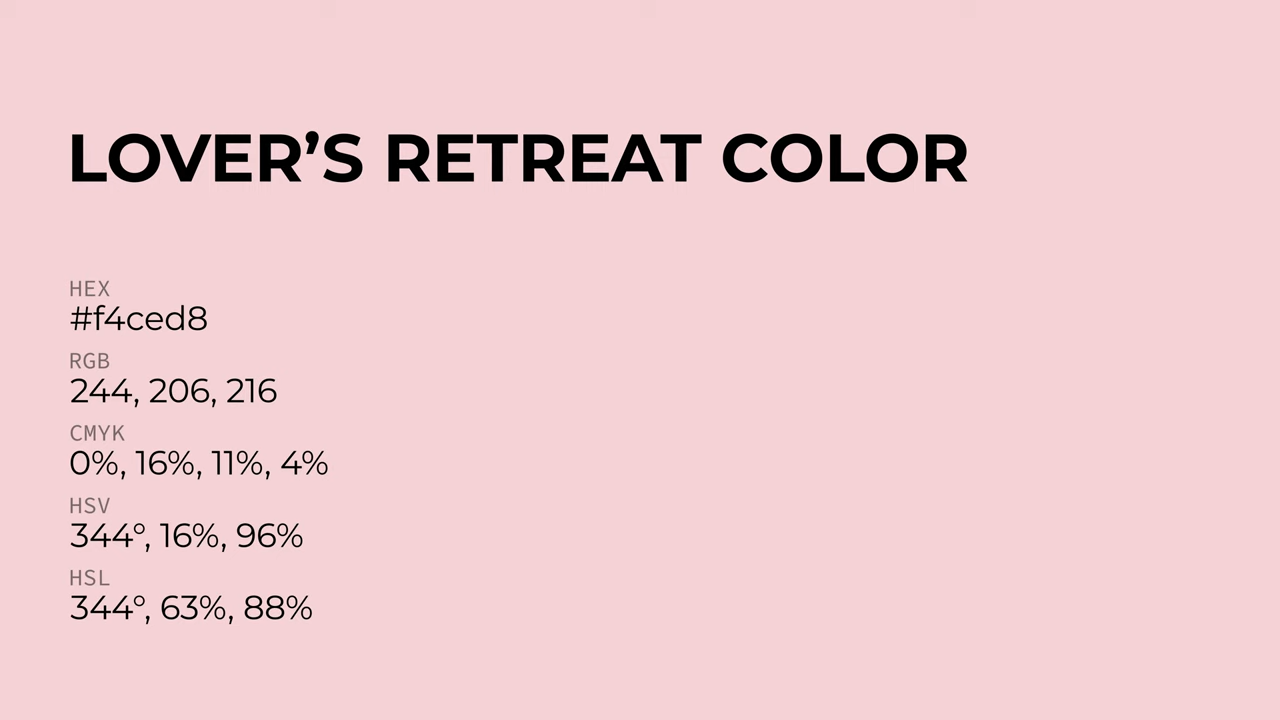 LOVER’S RETREAT COLOR
HEX
#f4ced8
RGB
244, 206, 216
CMYK
0%, 16%, 11%, 4%
HSV
344°, 16%, 96%
HSL
344°, 63%, 88%